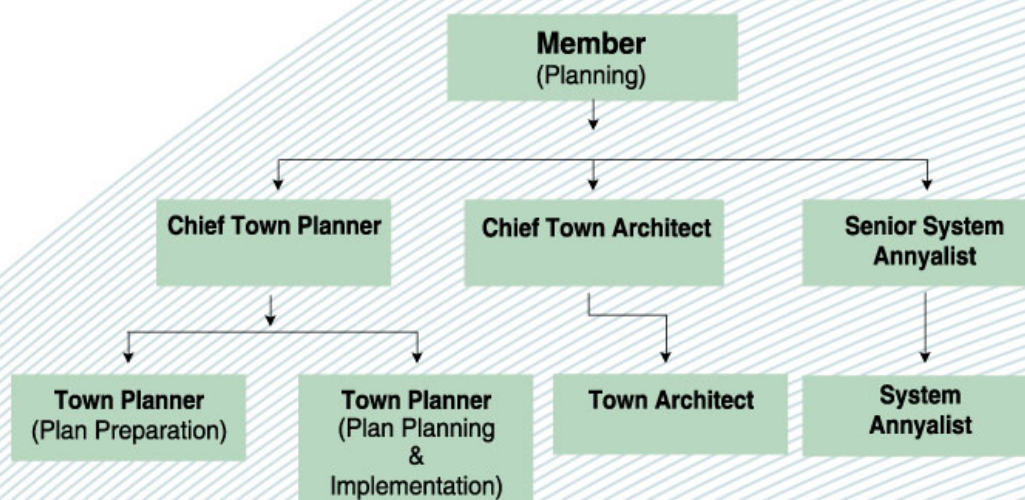 Member
(Planning)
Chief Town Planner
Chief Town Architect
Senior System
Annyalist
Town Planner
(Plan Preparation)
Town Planner
(Plan Planning
&
Implementation)
Town Architect
System
Annyalist